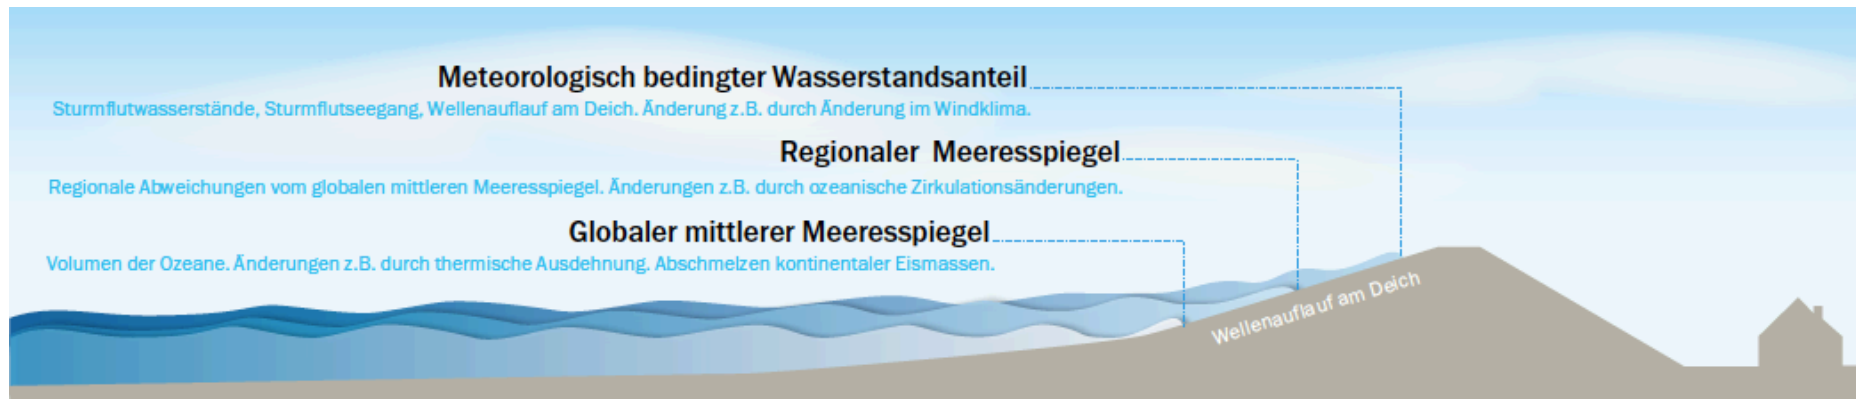 Meteorologisch bedingter Wasserstandsanteil
Sturmflutwasserstände, Sturmflutseegang, Wellenauflauf am Deich. Änderung z.B. durch Änderung im Windklima.
Regionaler Meeresspiegel
Regionale Abweichungen vom globalen mittleren Meeresspiegel. Änderungen z.B. durch ozeanische Zirkulationsänderungen.
Globaler mittlerer Meeresspiegel
Volumen der Ozeane. Änderungen z.B. durch thermische Ausdehnung. Abschmelzen kontinentaler Eismassen.
Wellenauflauf am Deich